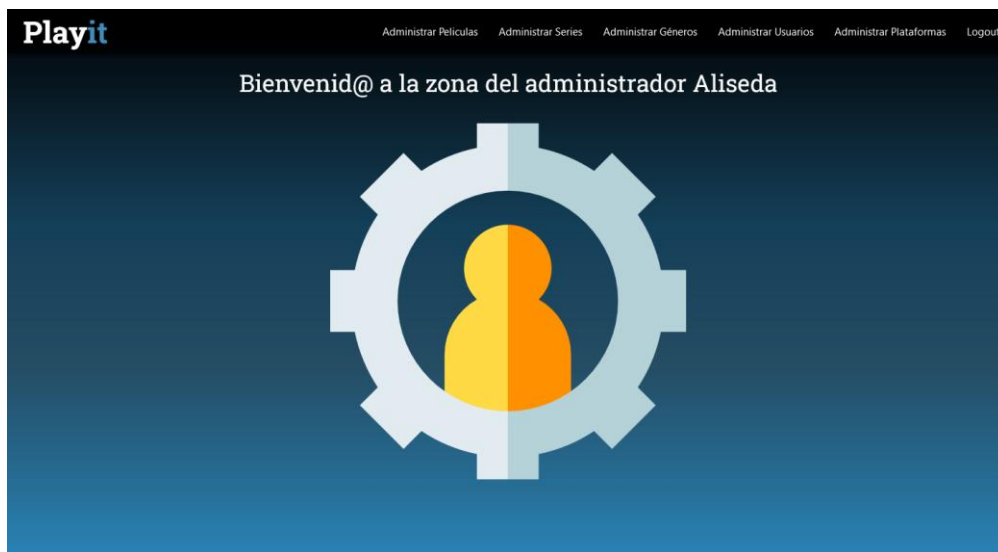 Playit
Administrar Peliculas Administrar Series Administrar Géneros Administrar Usuarios Administrar Plataformas Logout
Bienvenid@ a la zona del administrador Aliseda